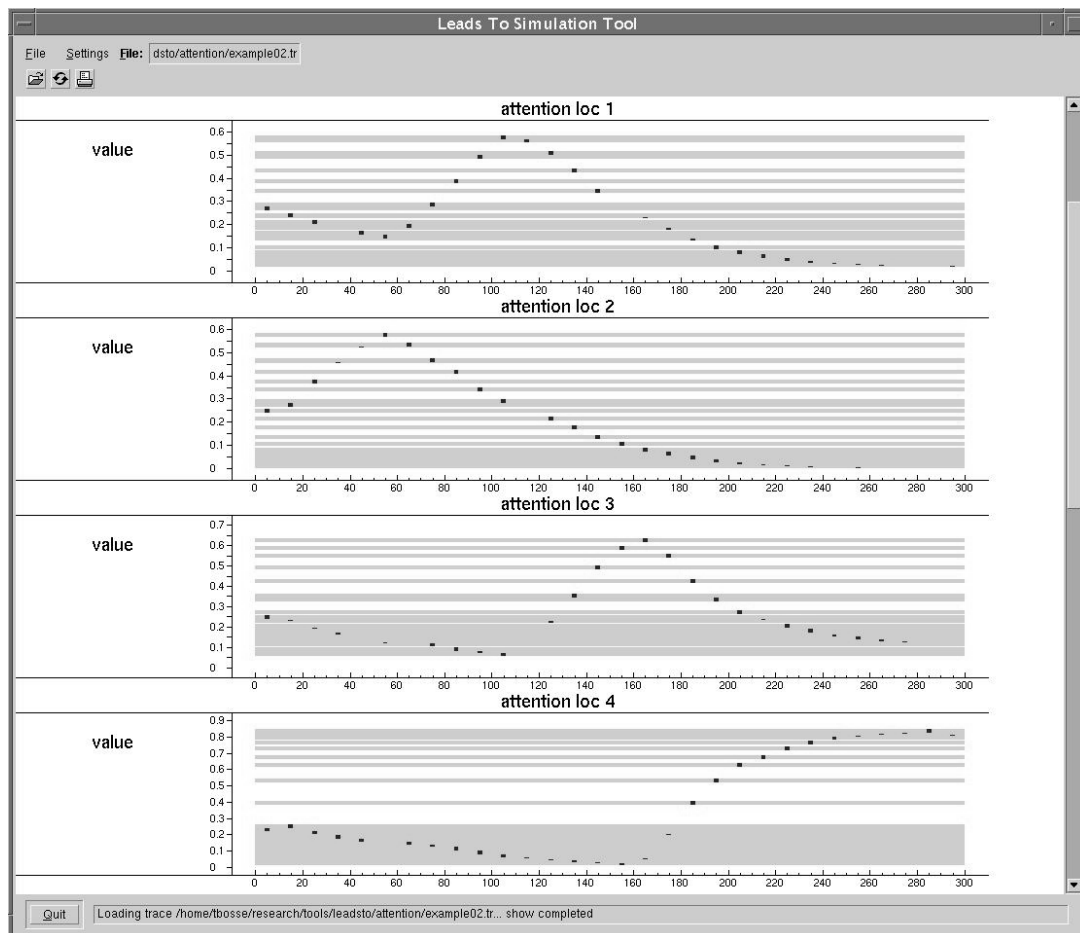 Leads To Simulation Tool
File Settings File: dsto/attention/example02.tr
attention loc 1
value
0.6
0.5
0.4
0.3
0.2
0.1
0
0 20 40 60 80 100 120 140 160 180 200 220 240 260 280 300
attention loc 2
value
0.6
0.5
0.4
0.3
0.2
0.1
0
0 20 40 60 80 100 120 140 160 180 200 220 240 260 280 300
attention loc 3
value
0.7
0.6
0.5
0.4
0.3
0.2
0.1
0
0 20 40 60 80 100 120 140 160 180 200 220 240 260 280 300
attention loc 4
value
0.9
0.8
0.7
0.6
0.5
0.4
0.3
0.2
0.1
0
0 20 40 60 80 100 120 140 160 180 200 220 240 260 280 300
Quit Loading trace /home/tbosse/research/tools/leadsto/attention/example02.tr... show completed